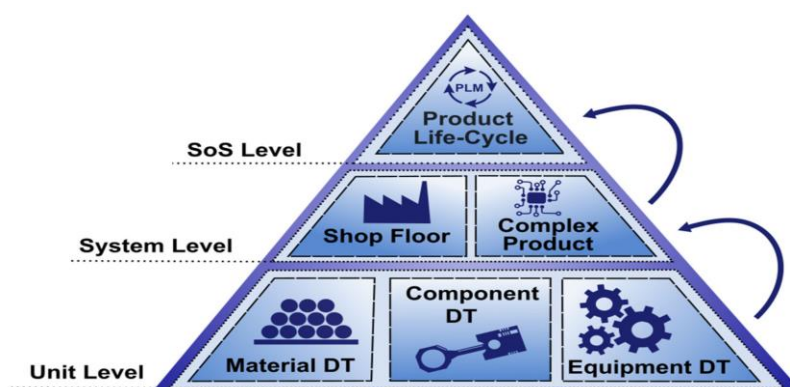 PLM
Product
Life-Cycle
SoS Level
Shop Floor
Complex
Product
System Level
Component
DT
Material DT
Equipment DT
Unit Level